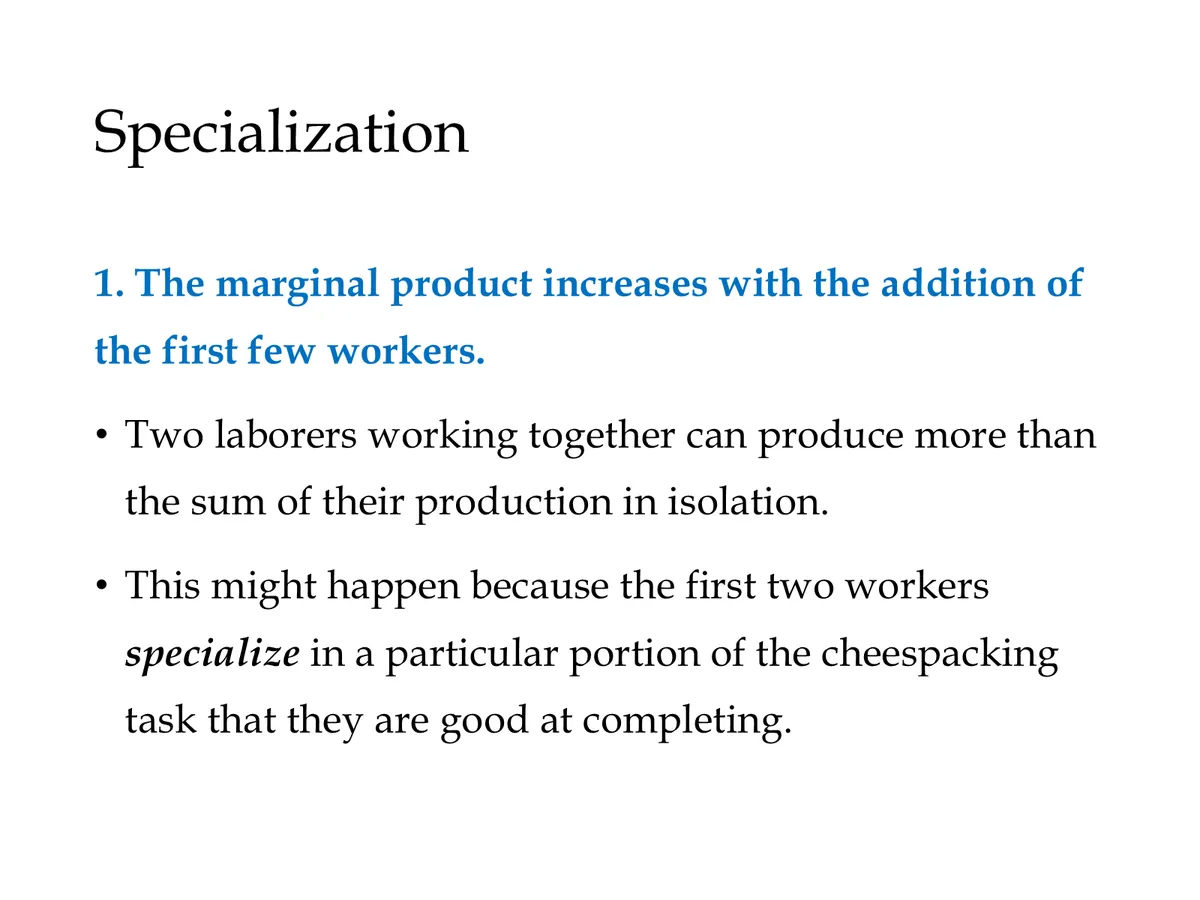 Specialization
1. The marginal product increases with the addition of
the first few workers.
• Two laborers working together can produce more than
the sum of their production in isolation.
• This might happen because the first two workers
specialize in a particular portion of the cheespacking
task that they are good at completing.